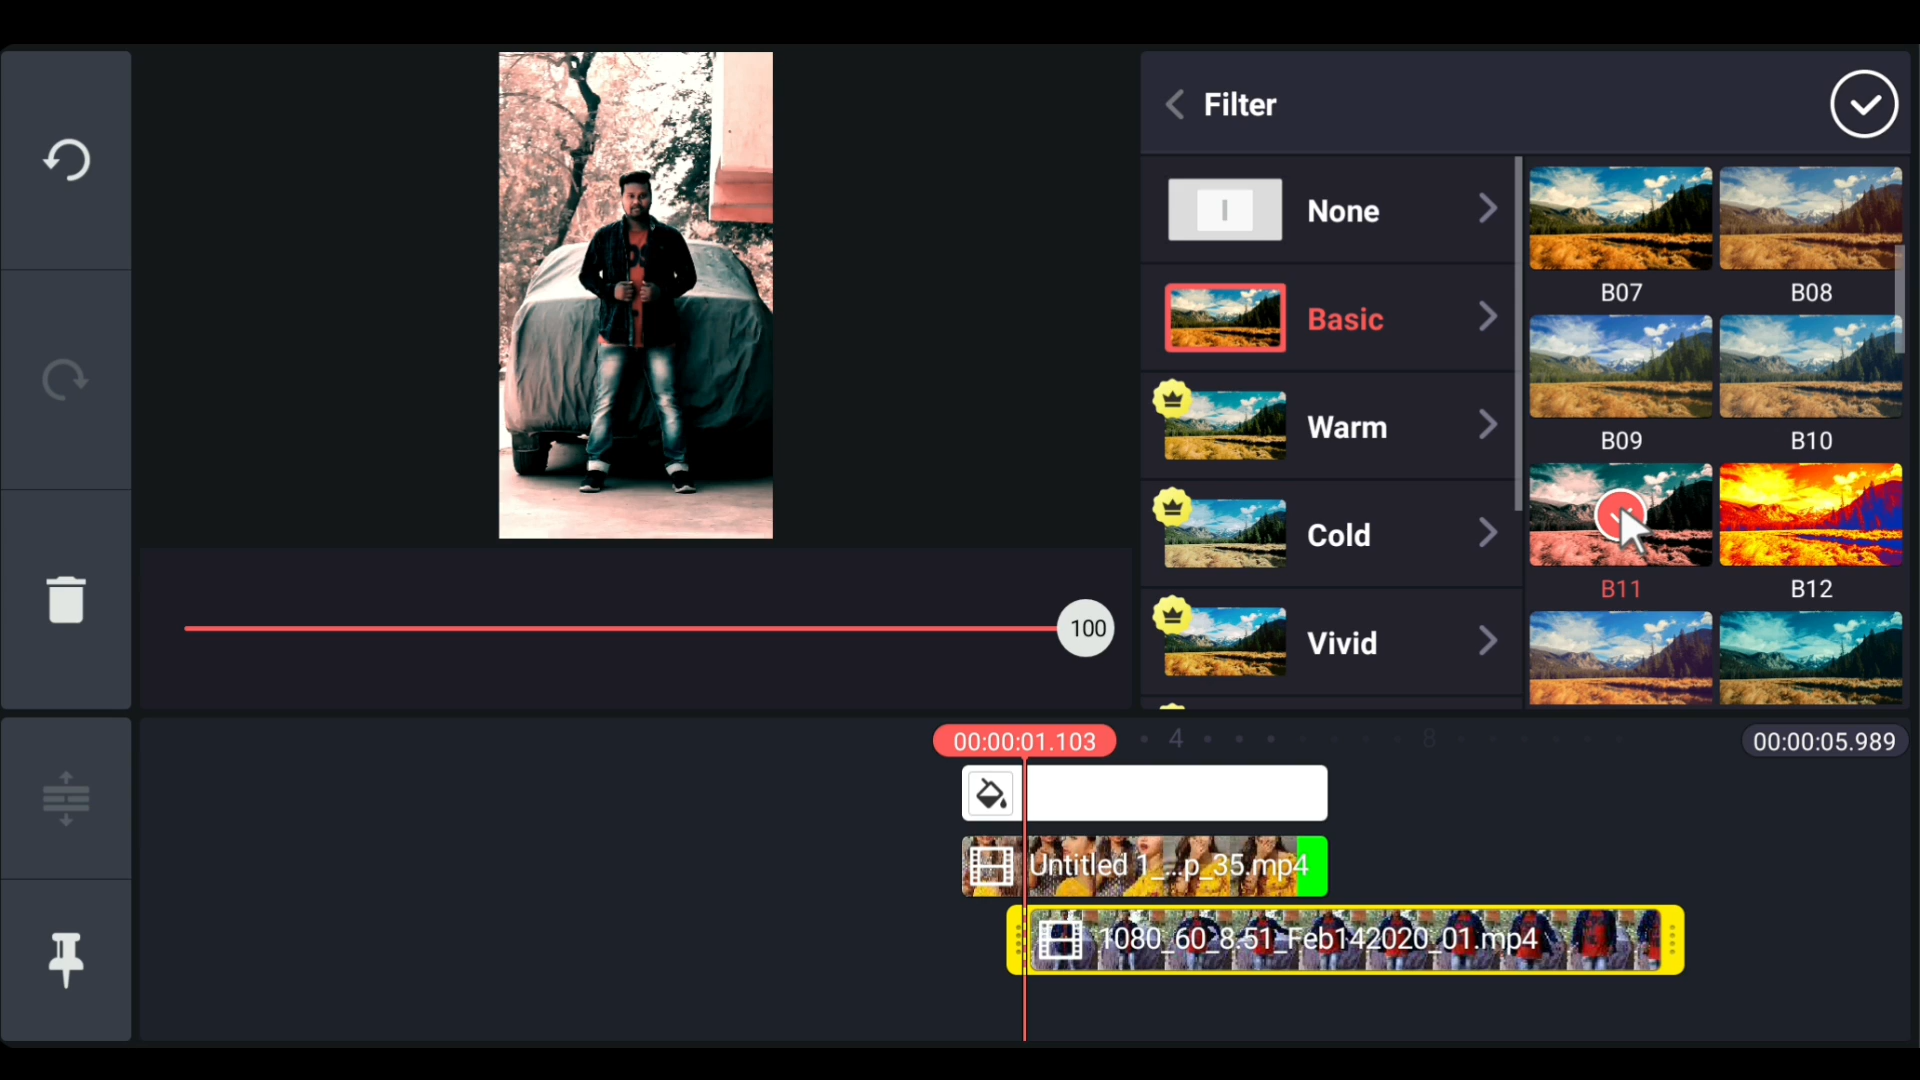 Filter
None
Basic
Warm
Cold
Vivid
B07
B08
B09
B10
B11
B12
100
00:00:01.103
4
8
00:00:05.989
Untitled 1_...p_35.mp4
1080_60_8.51_Feb142020_01.mp4